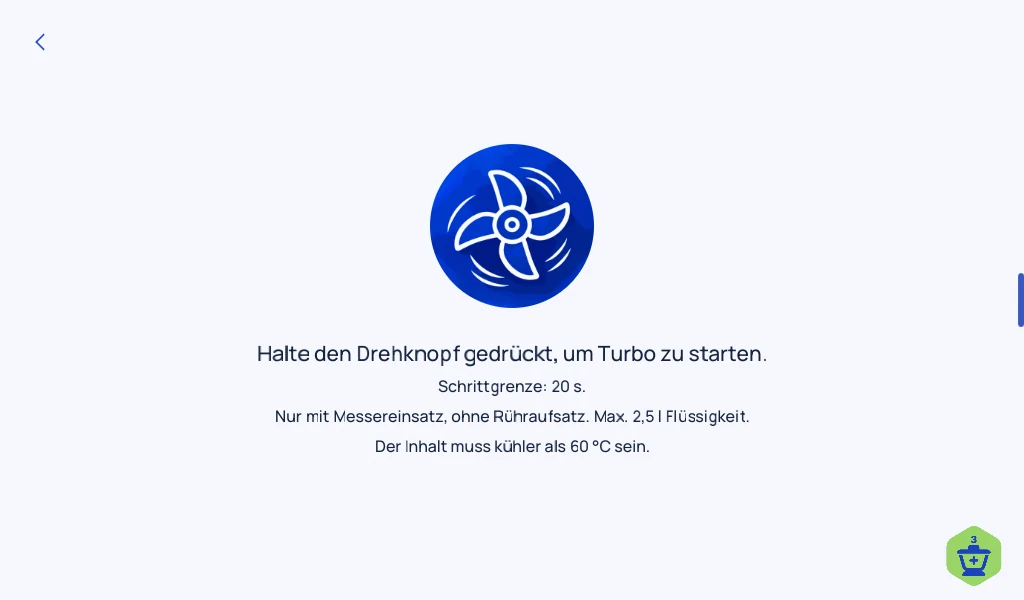 Halte den Drehknopf gedrückt, um Turbo zu starten.
Schrittgrenze: 20 s.
Nur mit Messereinsatz, ohne Rühraufsatz. Max. 2,5 l Flüssigkeit.
Der Inhalt muss kühler als 60 °C sein.
3